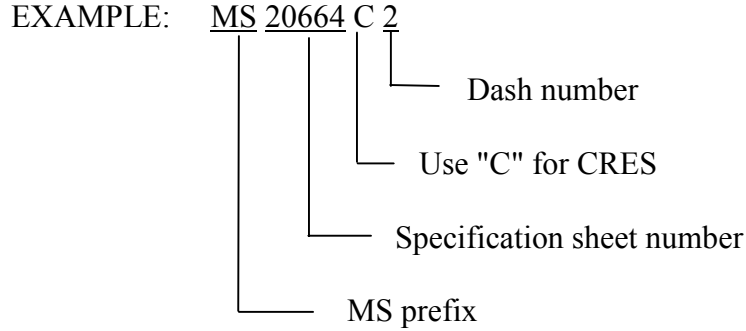 EXAMPLE: MS 20664 C 2
Dash number
Use "C" for CRES
Specification sheet number
MS prefix